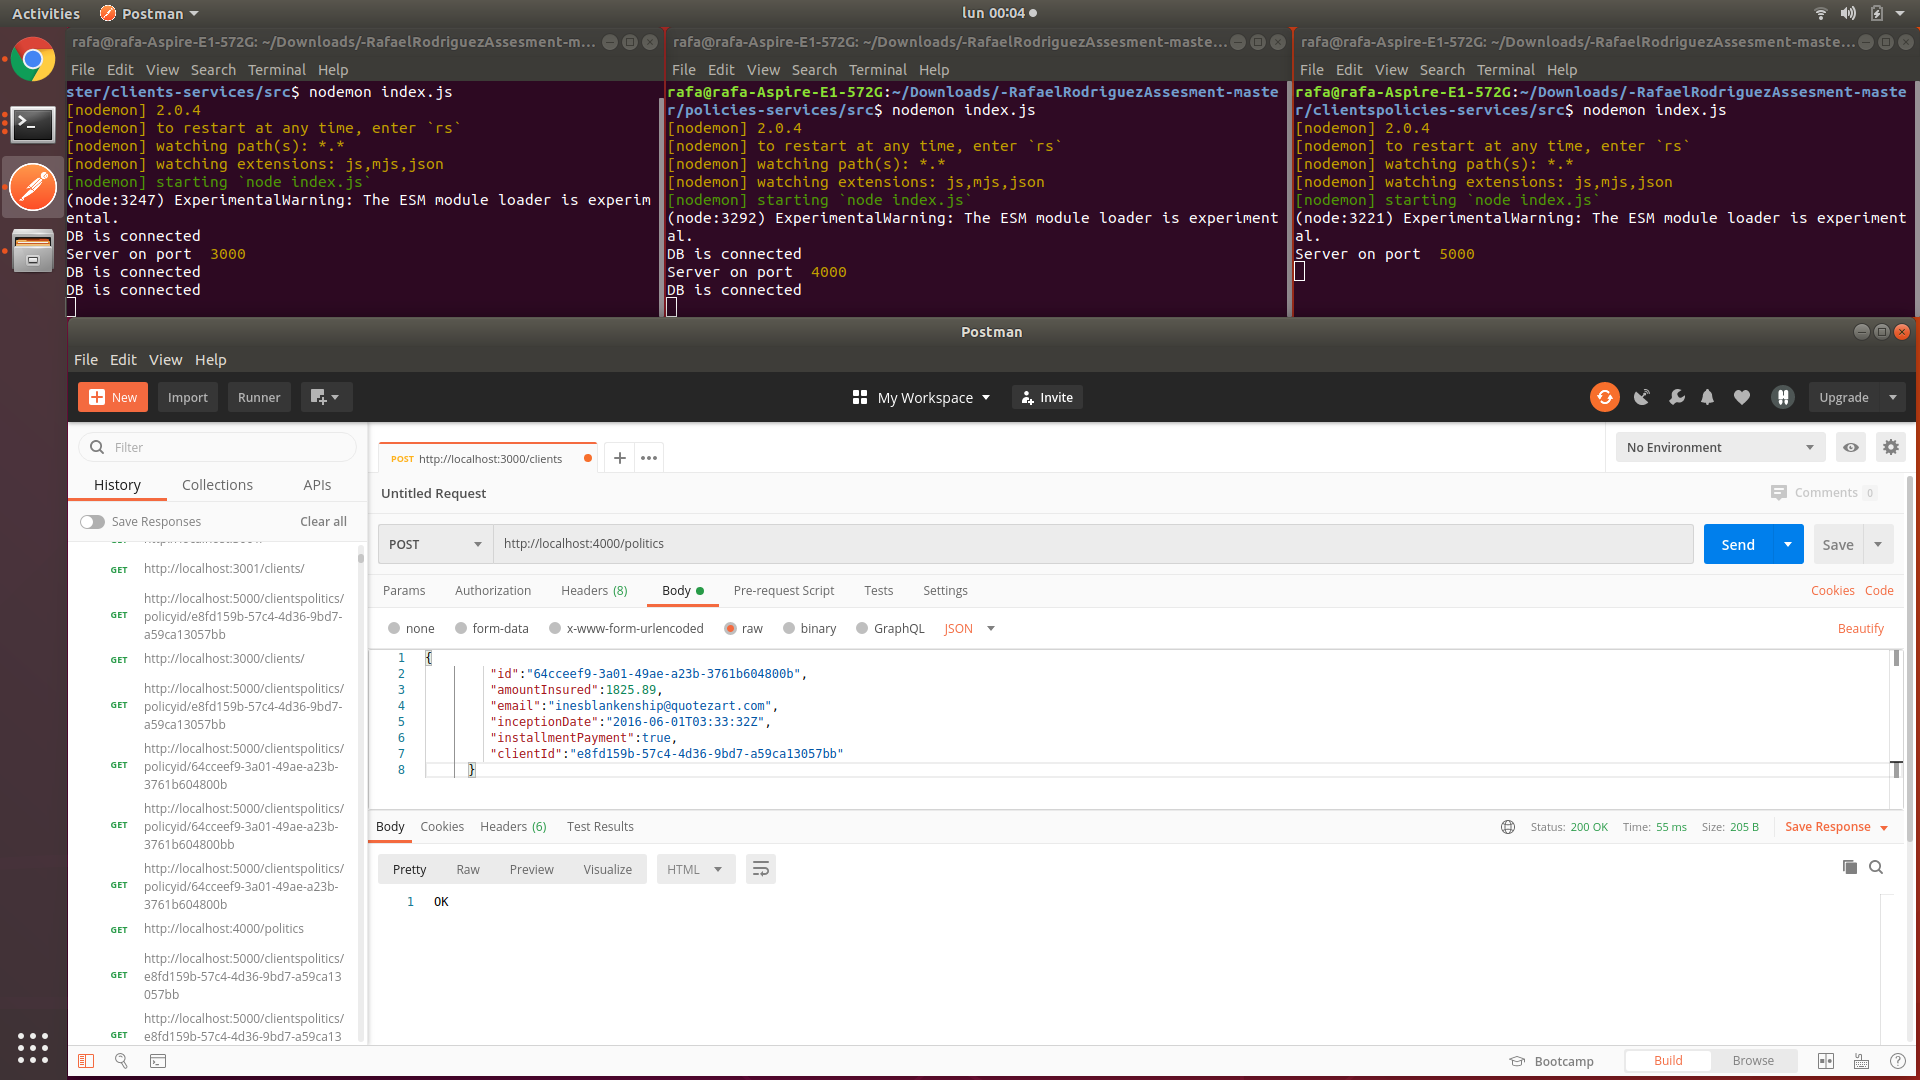 Activities Postman lun 00:04
rafa@rafa-Aspire-E1-572G: ~/Downloads/-RafaelRodriguezAssesment-m...
File Edit View Search Terminal Help
ster/clients-services/src$ nodemon index.js
[nodemon] 2.0.4
[nodemon] to restart at any time, enter `rs`
[nodemon] watching path(s): *.*
[nodemon] watching extensions: js,mjs,json
[nodemon] starting `node index.js`
(node:3247) ExperimentalWarning: The ESM module loader is experim
ental.
DB is connected
Server on port 3000
DB is connected
DB is connected
rafa@rafa-Aspire-E1-572G: ~/Downloads/-RafaelRodriguezAssesment-maste...
File Edit View Search Terminal Help
rafa@rafa-Aspire-E1-572G:~/Downloads/-RafaelRodriguezAssesment-maste
r/policies-services/src$ nodemon index.js
[nodemon] 2.0.4
[nodemon] to restart at any time, enter `rs`
[nodemon] watching path(s): *.*
[nodemon] watching extensions: js,mjs,json
[nodemon] starting `node index.js`
(node:3292) ExperimentalWarning: The ESM module loader is experiment
al.
DB is connected
Server on port 4000
DB is connected
rafa@rafa-Aspire-E1-572G: ~/Downloads/-RafaelRodriguezAssesment-maste...
File Edit View Search Terminal Help
rafa@rafa-Aspire-E1-572G:~/Downloads/-RafaelRodriguezAssesment-maste
r/clientspolicies-services/src$ nodemon index.js
[nodemon] 2.0.4
[nodemon] to restart at any time, enter `rs`
[nodemon] watching path(s): *.*
[nodemon] watching extensions: js,mjs,json
[nodemon] starting `node index.js`
(node:3221) ExperimentalWarning: The ESM module loader is experiment
al.
Server on port 5000
Postman
File Edit View Help
New Import Runner My Workspace Invite Upgrade
Filter
History Collections APIs
Save Responses Clear all
GET http://localhost:3001/clients/
http://localhost:5000/clientspolitics/
GET policyid/e8fd159b-57c4-4d36-9bd7-
a59ca13057bb
GET http://localhost:3000/clients/
http://localhost:5000/clientspolitics/
GET policyid/e8fd159b-57c4-4d36-9bd7-
a59ca13057bb
http://localhost:5000/clientspolitics/
GET policyid/64cceef9-3a01-49ae-a23b-
3761b604800b
http://localhost:5000/clientspolitics/
GET policyid/64cceef9-3a01-49ae-a23b-
3761b604800bb
http://localhost:5000/clientspolitics/
GET policyid/64cceef9-3a01-49ae-a23b-
3761b604800b
GET http://localhost:4000/politics
http://localhost:5000/clientspolitics/
GET e8fd159b-57c4-4d36-9bd7-a59ca13
057bb
http://localhost:5000/clientspolitics/
GET e8fd159b-57c4-4d36-9bd7-a59ca13
POST http://localhost:3000/clients + ••• No Environment
Untitled Request Comments 0
POST http://localhost:4000/politics Send Save
Params Authorization Headers (8) Body Pre-request Script Tests Settings Cookies Code
none form-data x-www-form-urlencoded raw binary GraphQL JSON Beautify
1 {
2 "id":"64cceef9-3a01-49ae-a23b-3761b604800b",
3 "amountInsured":1825.89,
4 "email":"inesblankenship@quotezart.com",
5 "inceptionDate":"2016-06-01T03:33:32Z",
6 "installmentPayment":true,
7 "clientId":"e8fd159b-57c4-4d36-9bd7-a59ca13057bb"
8 }
Body Cookies Headers (6) Test Results Status: 200 OK Time: 55 ms Size: 205 B Save Response
Pretty Raw Preview Visualize HTML
1 OK
Bootcamp Build Browse